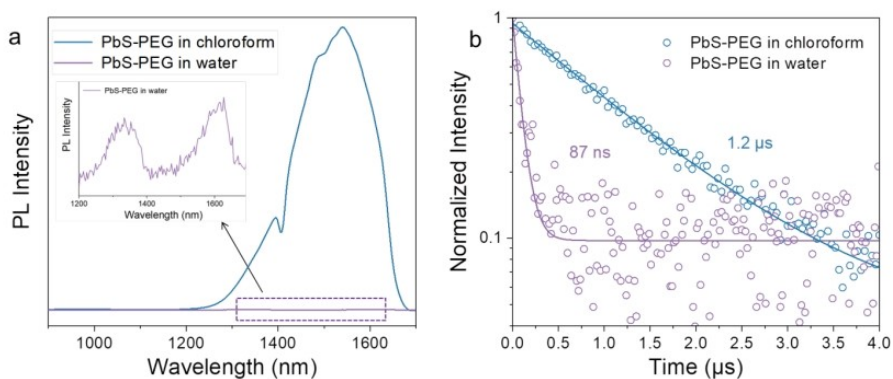 a
PbS-PEG in chloroform
PbS-PEG in water
PbS-PEG in water
PL Intensity
1200 1400 1600
Wavelength (nm)
PL Intensity
1000 1200 1400 1600
Wavelength (nm)
b
1
PbS-PEG in chloroform
PbS-PEG in water
87 ns
1.2 µs
Normalized Intensity
0.1
0.0 0.5 1.0 1.5 2.0 2.5 3.0 3.5 4.0
Time (µs)